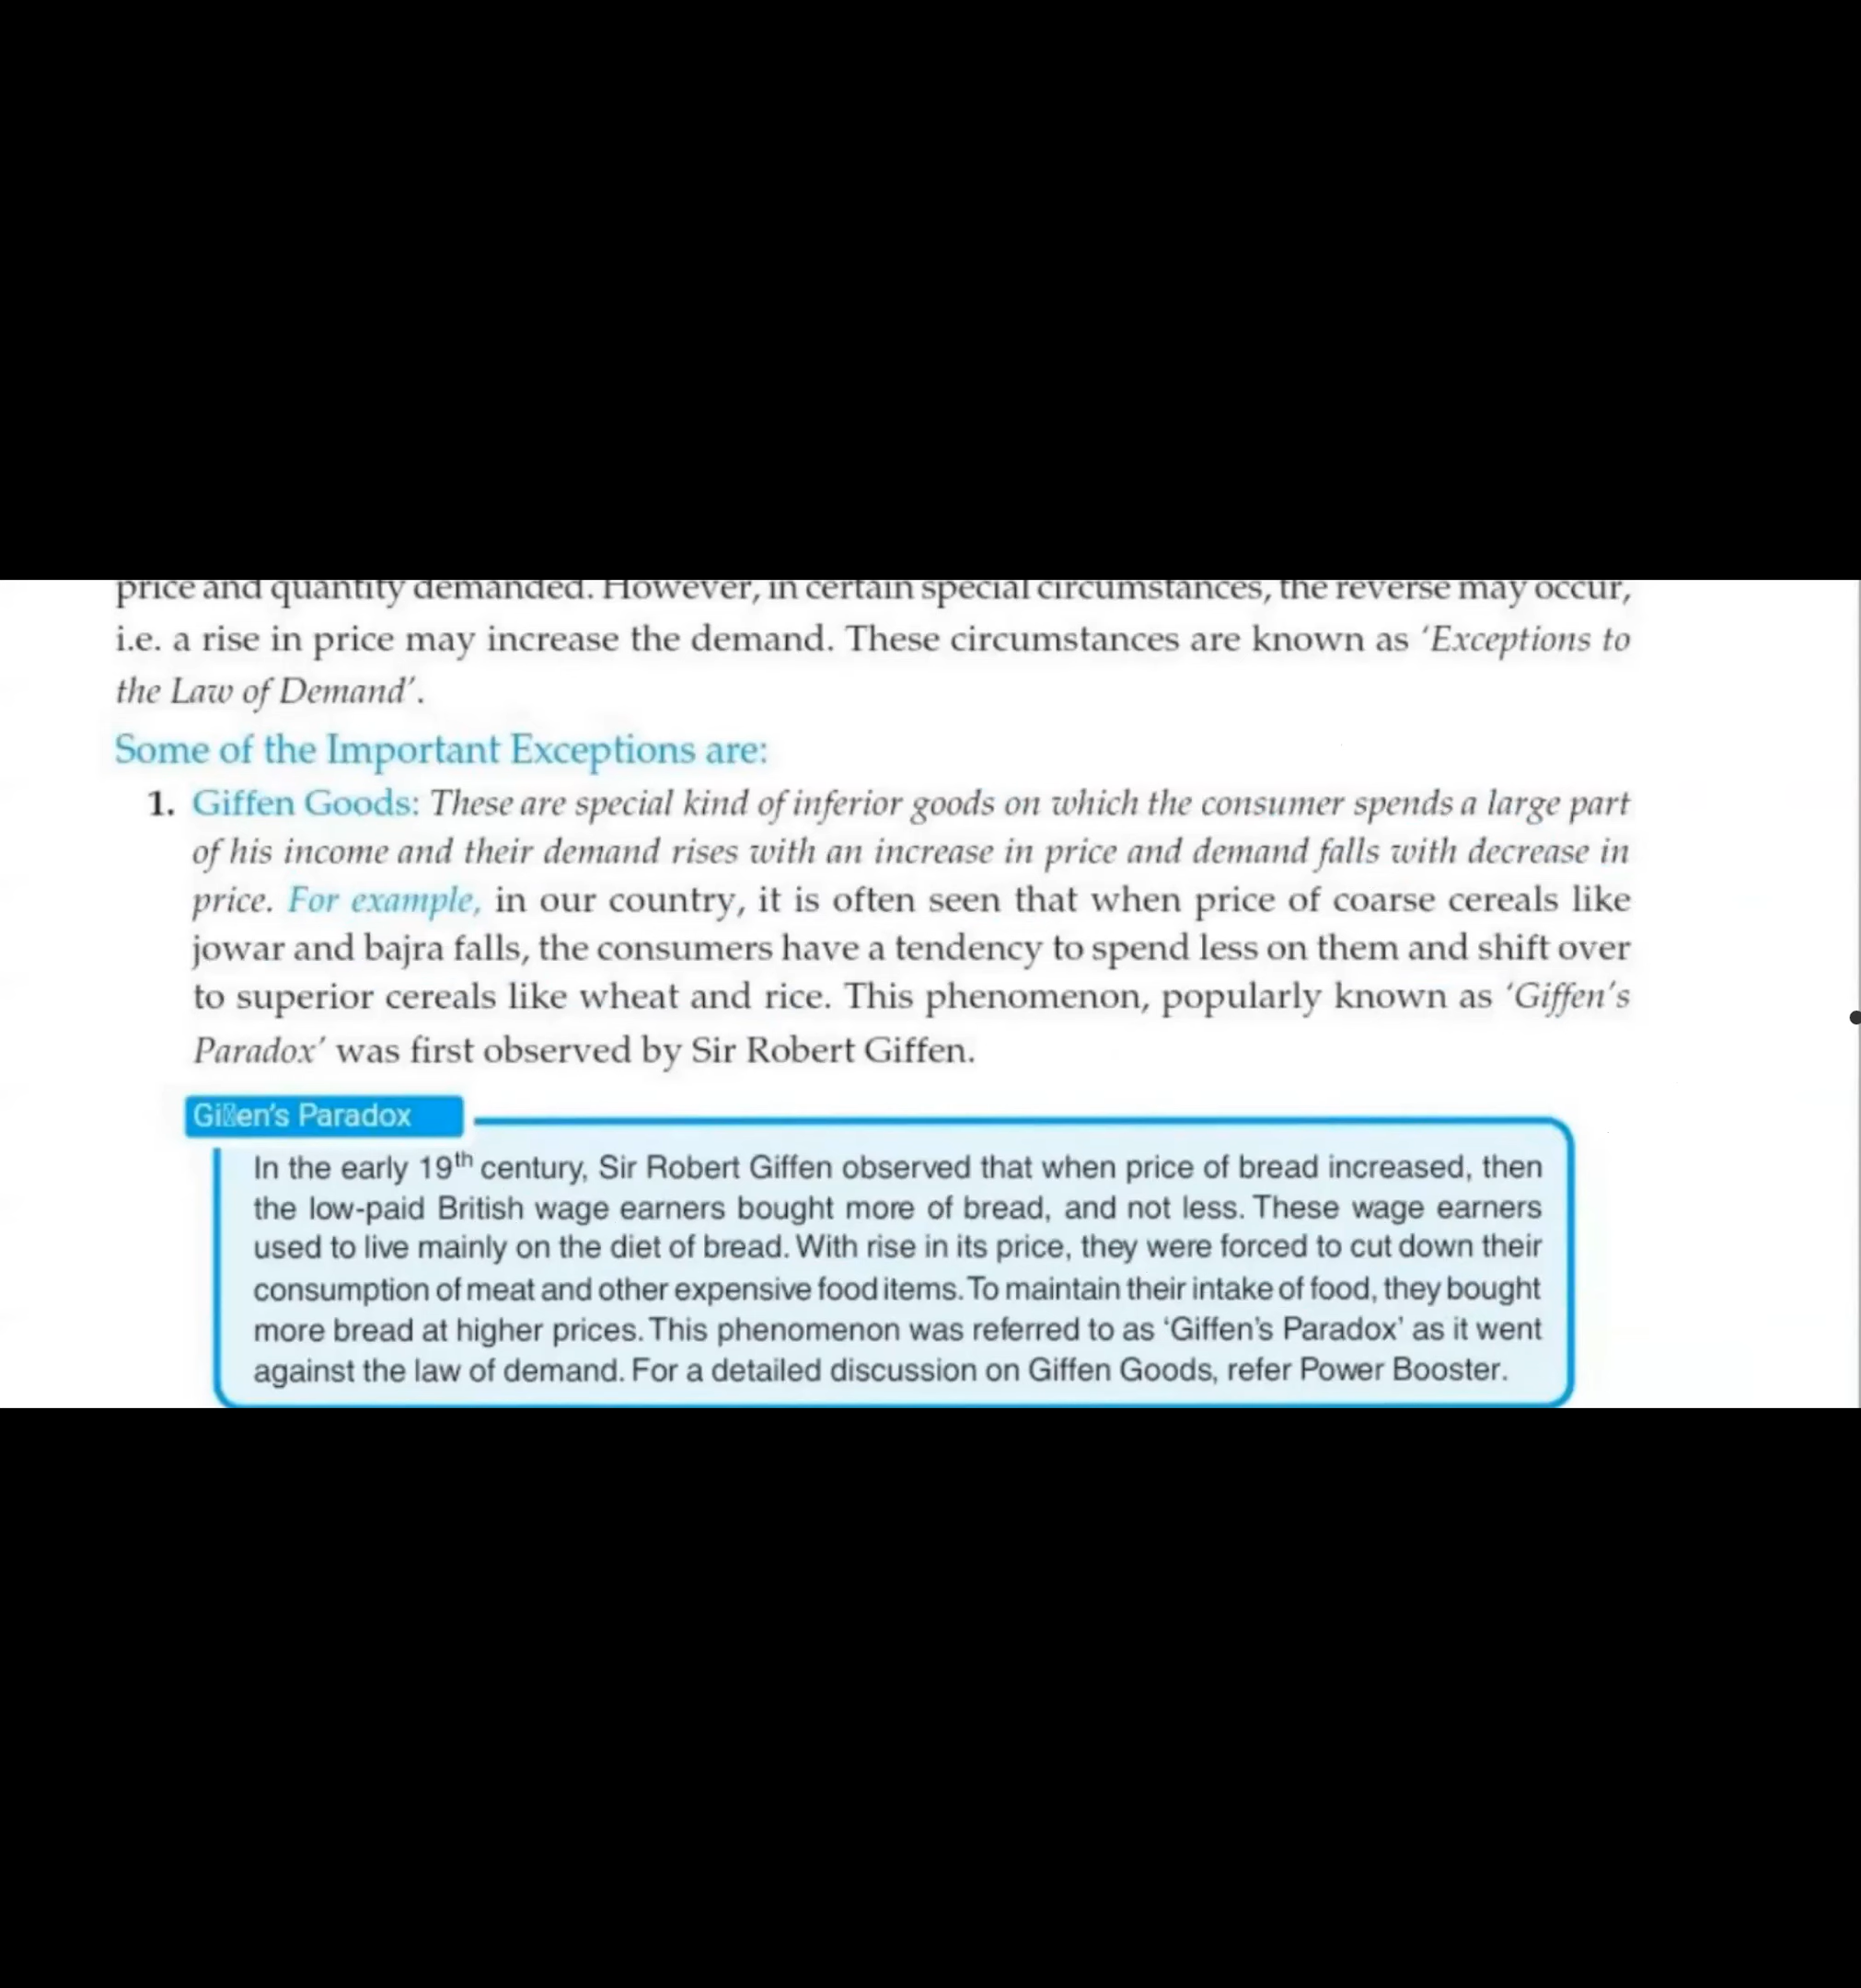 price and quantity demanded. However, in certain special circumstances, the reverse may occur,
i.e. a rise in price may increase the demand. These circumstances are known as ‘Exceptions to
the Law of Demand’.
Some of the Important Exceptions are:
1. Giffen Goods: These are special kind of inferior goods on which the consumer spends a large part
of his income and their demand rises with an increase in price and demand falls with decrease in
price. For example, in our country, it is often seen that when price of coarse cereals like
jowar and bajra falls, the consumers have a tendency to spend less on them and shift over
to superior cereals like wheat and rice. This phenomenon, popularly known as ‘Giffen’s
Paradox’ was first observed by Sir Robert Giffen.
Gi▯en’s Paradox
In the early 19th century, Sir Robert Giffen observed that when price of bread increased, then
the low-paid British wage earners bought more of bread, and not less. These wage earners
used to live mainly on the diet of bread. With rise in its price, they were forced to cut down their
consumption of meat and other expensive food items. To maintain their intake of food, they bought
more bread at higher prices. This phenomenon was referred to as ‘Giffen’s Paradox’ as it went
against the law of demand. For a detailed discussion on Giffen Goods, refer Power Booster.